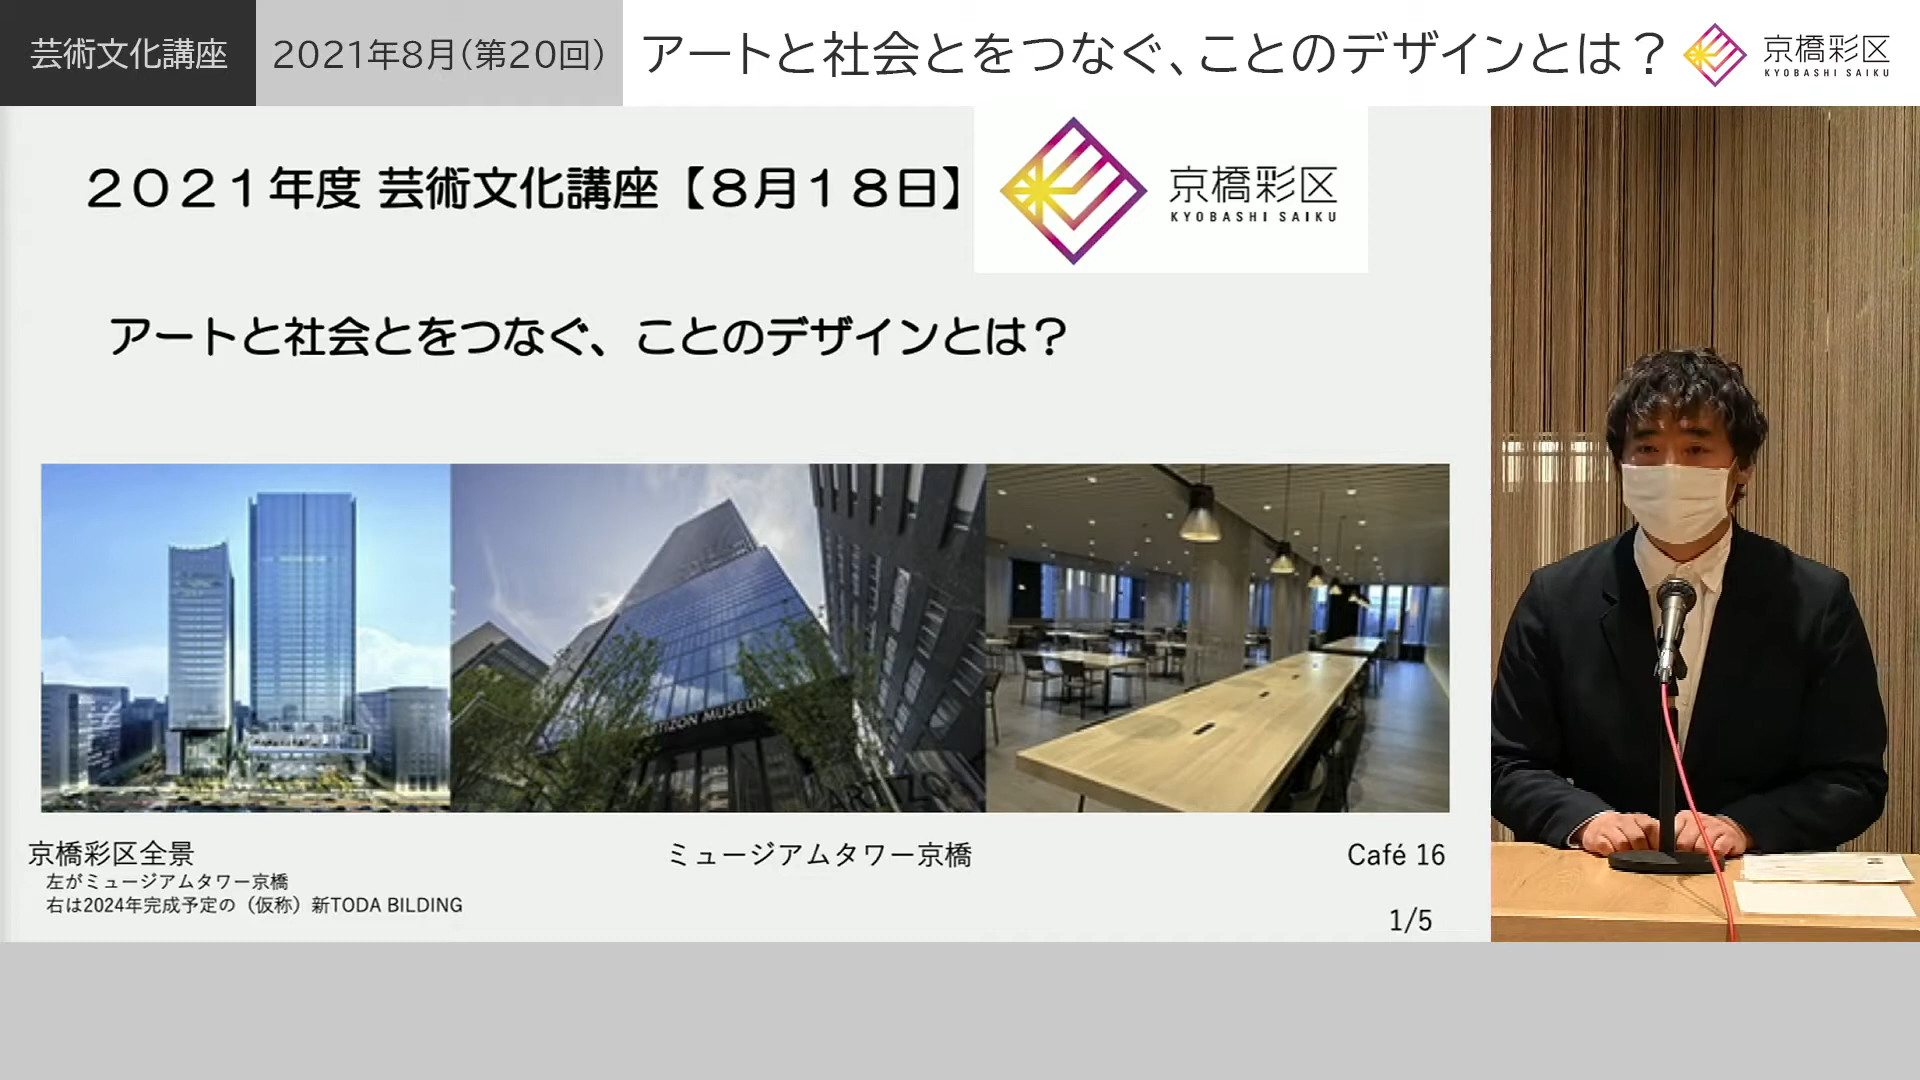 芸術文化講座
2021年8月(第20回)
アートと社会とをつなぐ、ことのデザインとは？
京橋彩区
KYOBASHI SAIKU
２０２１年度 芸術文化講座【８月１８日】
京橋彩区
KYOBASHI SAIKU
アートと社会とをつなぐ、ことのデザインとは？
TIZON MUSEUM
ARTIZO
京橋彩区全景
左がミュージアムタワー京橋
右は2024年完成予定の（仮称）新TODA BILDING
ミュージアムタワー京橋
Café 16
1/5